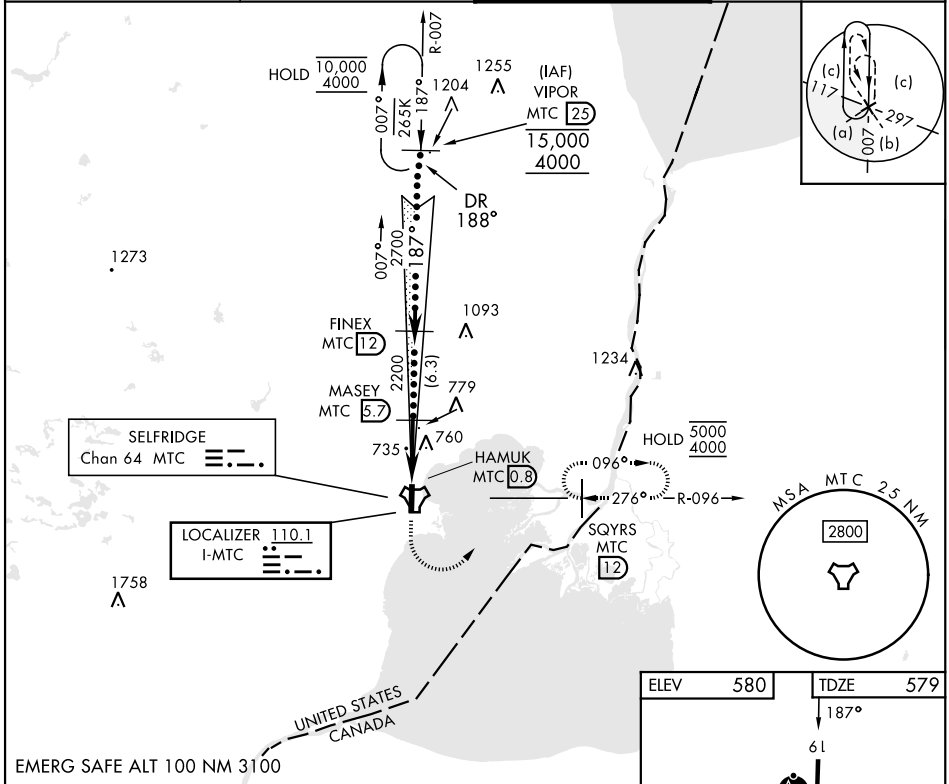 R-007
HOLD 10,000
4000
007°
265K
187°
1204
1255
(IAF)
VIPOR
MTC 25
15,000
4000
DR
188°
(c)
(c)
117
297
(a)
007
(b)
1273
007°
2700
187°
FINEX
MTC 12
1093
2200
(6.3)
1234
MASEY
MTC 5.7
779
735
760
SELFRIDGE
Chan 64 MTC
HAMUK
MTC 0.8
HOLD 5000
4000
096°
276°
R-096
SQYRS
MTC
12
LOCALIZER 110.1
I-MTC
MSA MTC 25 NM
2800
1758
UNITED STATES
CANADA
ELEV 580
TDZE 579
187°
19
EMERG SAFE ALT 100 NM 3100